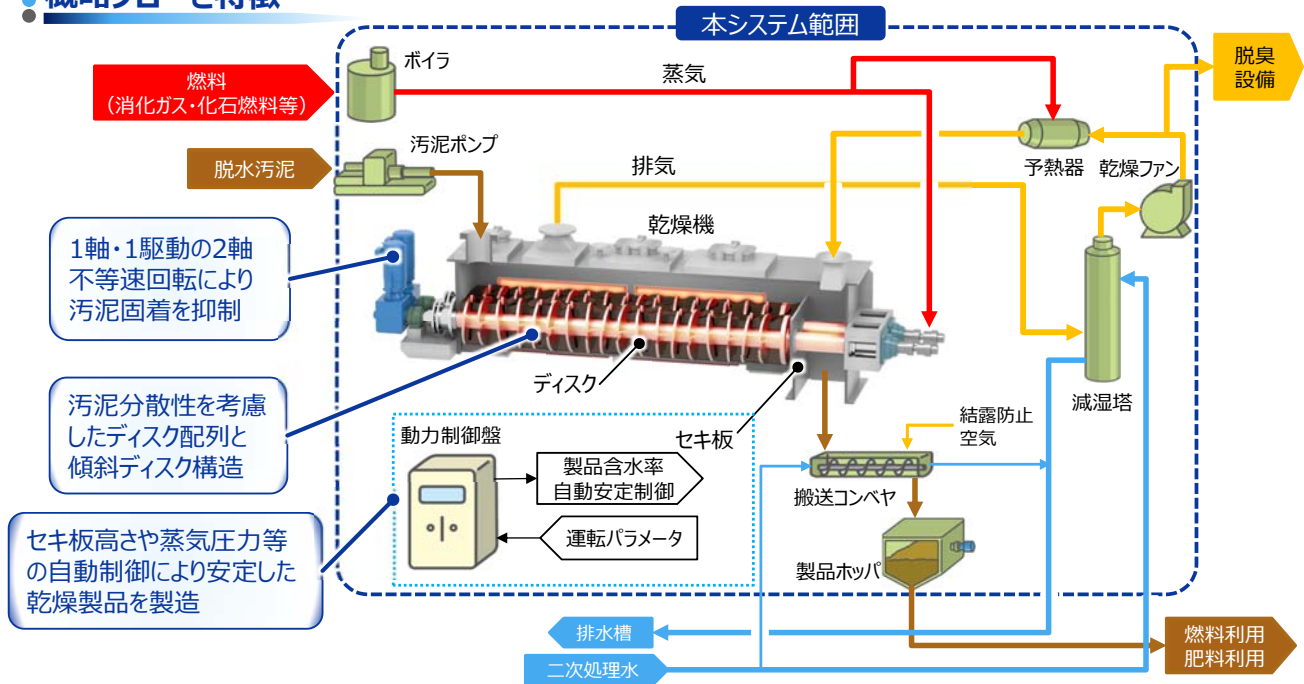 概略フローと特徴
本システム範囲
ボイラ
蒸気
脱臭
設備
燃料
(消化ガス・化石燃料等)
汚泥ポンプ
脱水汚泥
排気
予熱器
乾燥ファン
乾燥機
1軸・1駆動の2軸
不等速回転により
汚泥固着を抑制
ディスク
減湿塔
汚泥分散性を考慮
したディスク配列と
傾斜ディスク構造
セキ板
結露防止
空気
動力制御盤
製品含水率
自動安定制御
搬送コンベヤ
運転パラメータ
セキ板高さや蒸気圧力等
の自動制御により安定した
乾燥製品を製造
製品ホッパ
排水槽
二次処理水
燃料利用
肥料利用